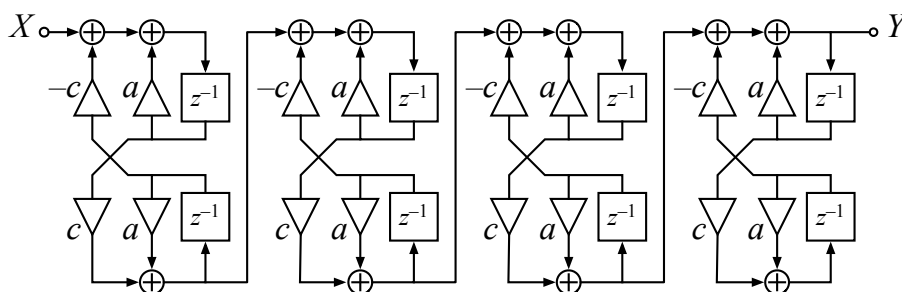 X Y
−c a z⁻¹ −c a z⁻¹ −c a z⁻¹ −c a z⁻¹
c a z⁻¹ c a z⁻¹ c a z⁻¹ c a z⁻¹